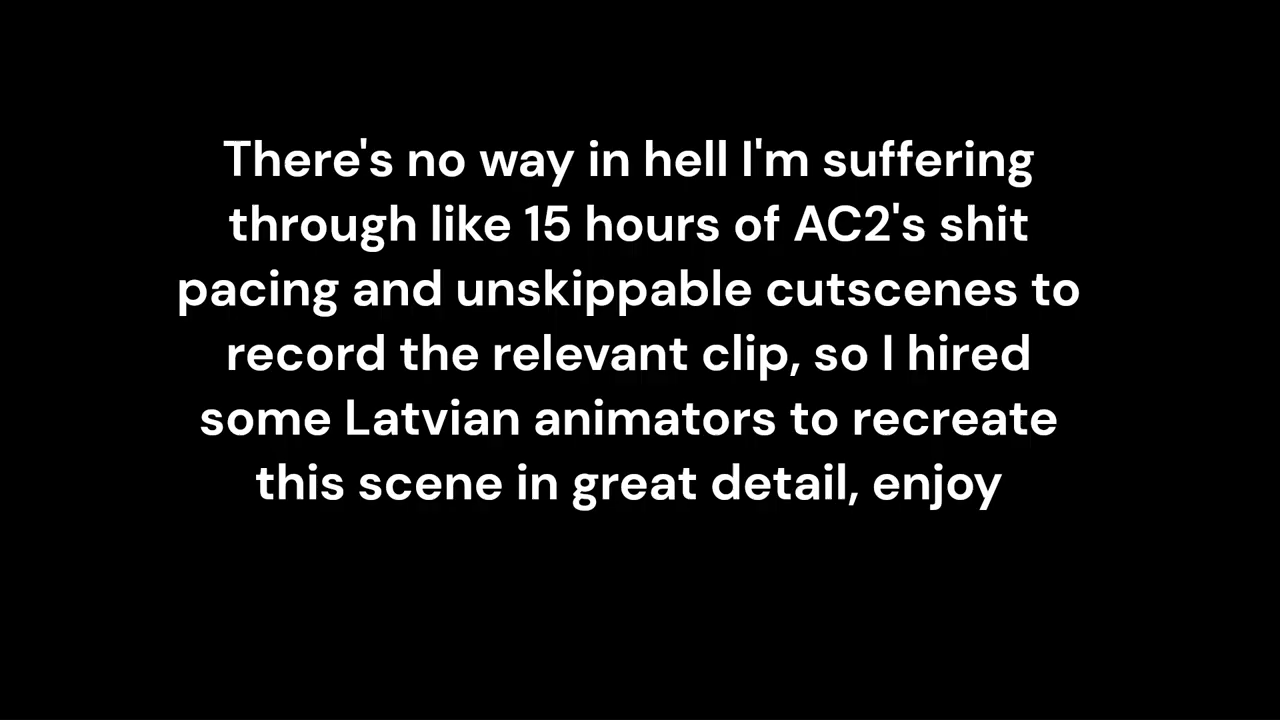 There's no way in hell I'm suffering
through like 15 hours of AC2's shit
pacing and unskippable cutscenes to
record the relevant clip, so I hired
some Latvian animators to recreate
this scene in great detail, enjoy